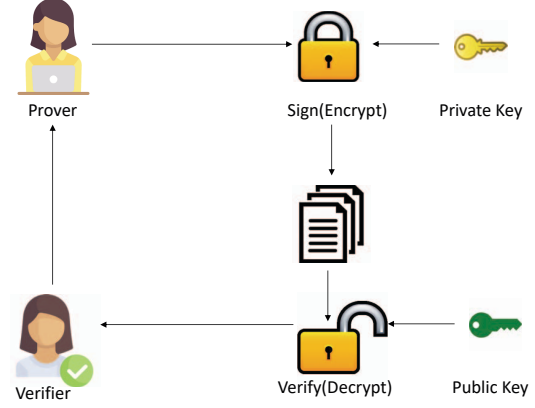 Prover
Sign(Encrypt)
Private Key
Verifier
Verify(Decrypt)
Public Key